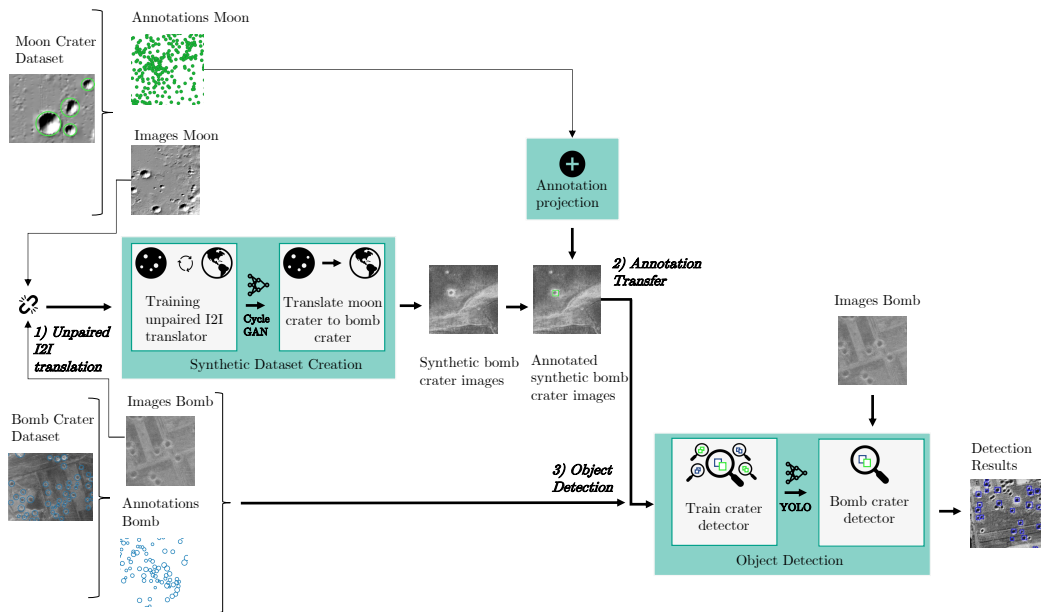 Annotations Moon
Moon Crater
Dataset
Images Moon
Annotation
projection
2) Annotation
Transfer
Training
unpaired I2I
translator
Cycle
GAN
Translate moon
crater to bomb
crater
Synthetic Dataset Creation
1) Unpaired
I2I
translation
Synthetic bomb
crater images
Annotated
synthetic bomb
crater images
Images Bomb
Images Bomb
Bomb Crater
Dataset
Annotations
Bomb
3) Object
Detection
Train crater
detector
YOLO
Bomb crater
detector
Object Detection
Detection
Results